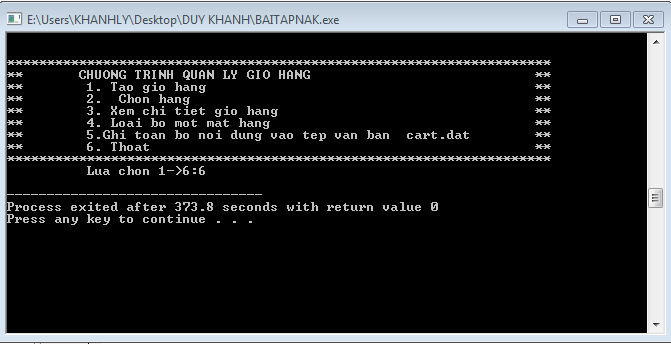 E:\Users\KHANHLY\Desktop\DUY KHANH\BAITAPNAK.exe
********************************************************************
** CHUONG TRINH QUAN LY GIO HANG **
** 1. Tao gio hang **
** 2. Chon hang **
** 3. Xem chi tiet gio hang **
** 4. Loai bo mot mat hang **
** 5.Ghi toan bo noi dung vao tep van ban cart.dat **
** 6. Thoat **
********************************************************************
Lua chon 1->6:6
--------------------------------
Process exited after 373.8 seconds with return value 0
Press any key to continue . . .